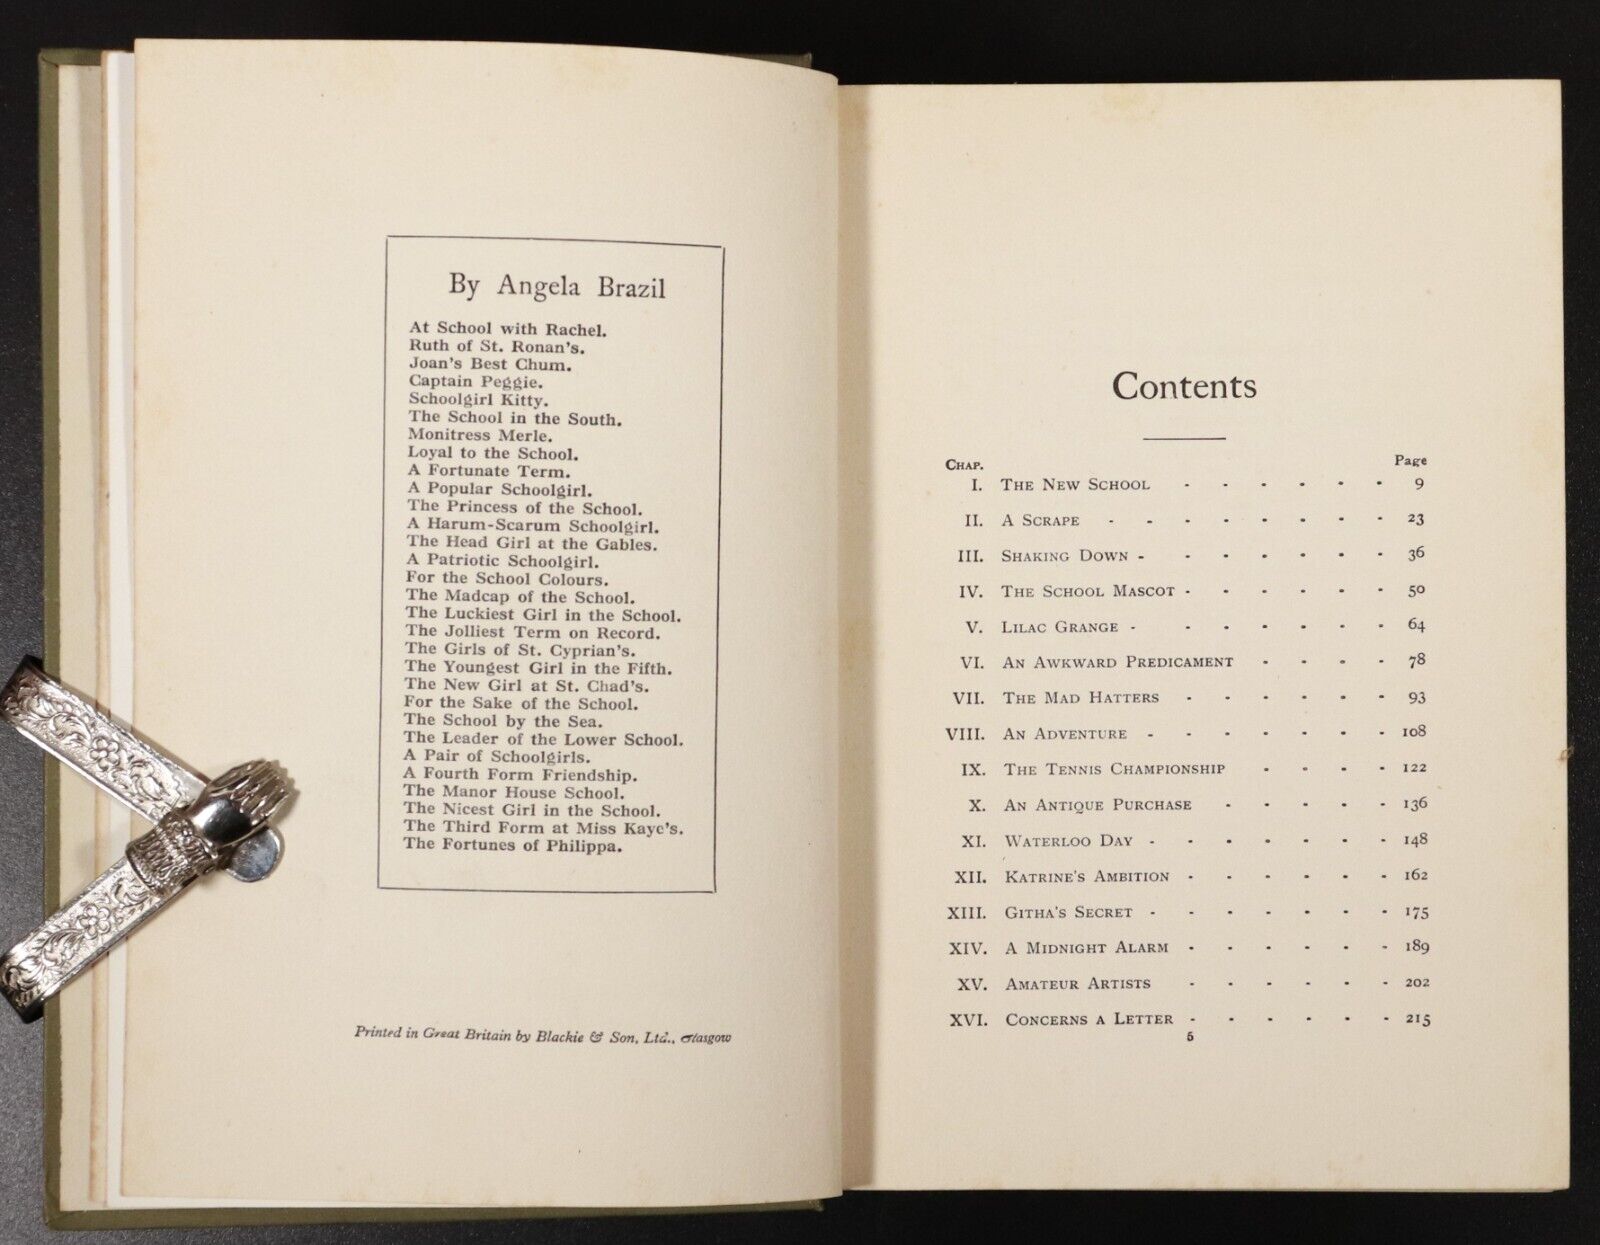 By Angela Brazil
At School with Rachel.
Ruth of St. Ronan's.
Joan's Best Chum.
Captain Peggie.
Schoolgirl Kitty.
The School in the South.
Monitress Merle.
Loyal to the School.
A Fortunate Term.
A Popular Schoolgirl.
The Princess of the School.
A Harum-Scarum Schoolgirl.
The Head Girl at the Gables.
A Patriotic Schoolgirl.
For the School Colours.
The Madcap of the School.
The Luckiest Girl in the School.
The Jolliest Term on Record.
The Girls of St. Cyprian's.
The Youngest Girl in the Fifth.
The New Girl at St. Chad's.
For the Sake of the School.
The School by the Sea.
The Leader of the Lower School.
A Pair of Schoolgirls.
A Fourth Form Friendship.
The Manor House School.
The Nicest Girl in the School.
The Third Form at Miss Kaye's.
The Fortunes of Philippa.
Printed in Great Britain by Blackie & Son, Ltd., Glasgow
Contents
CHAP. Page
I. THE NEW SCHOOL - - - - - - 9
II. A SCRAPE - - - - - - - - 23
III. SHAKING DOWN - - - - - - - 36
IV. THE SCHOOL MASCOT - - - - - - 50
V. LILAC GRANGE - - - - - - - 64
VI. AN AWKWARD PREDICAMENT - - - - 78
VII. THE MAD HATTERS - - - - - - 93
VIII. AN ADVENTURE - - - - - - - 108
IX. THE TENNIS CHAMPIONSHIP - - - - 122
X. AN ANTIQUE PURCHASE - - - - - 136
XI. WATERLOO DAY - - - - - - - 148
XII. KATRINE'S AMBITION - - - - - - 162
XIII. GITHA'S SECRET - - - - - - - 175
XIV. A MIDNIGHT ALARM - - - - - - 189
XV. AMATEUR ARTISTS - - - - - - 202
XVI. CONCERNS A LETTER - - - - - - 215
5